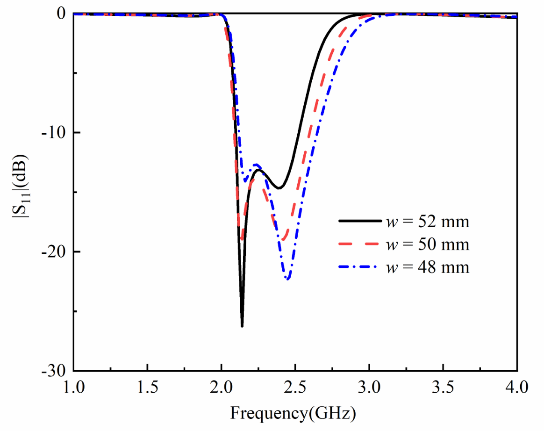 0
-10
-20
-30
|S11|(dB)
w = 52 mm
w = 50 mm
w = 48 mm
1.0 1.5 2.0 2.5 3.0 3.5 4.0
Frequency(GHz)